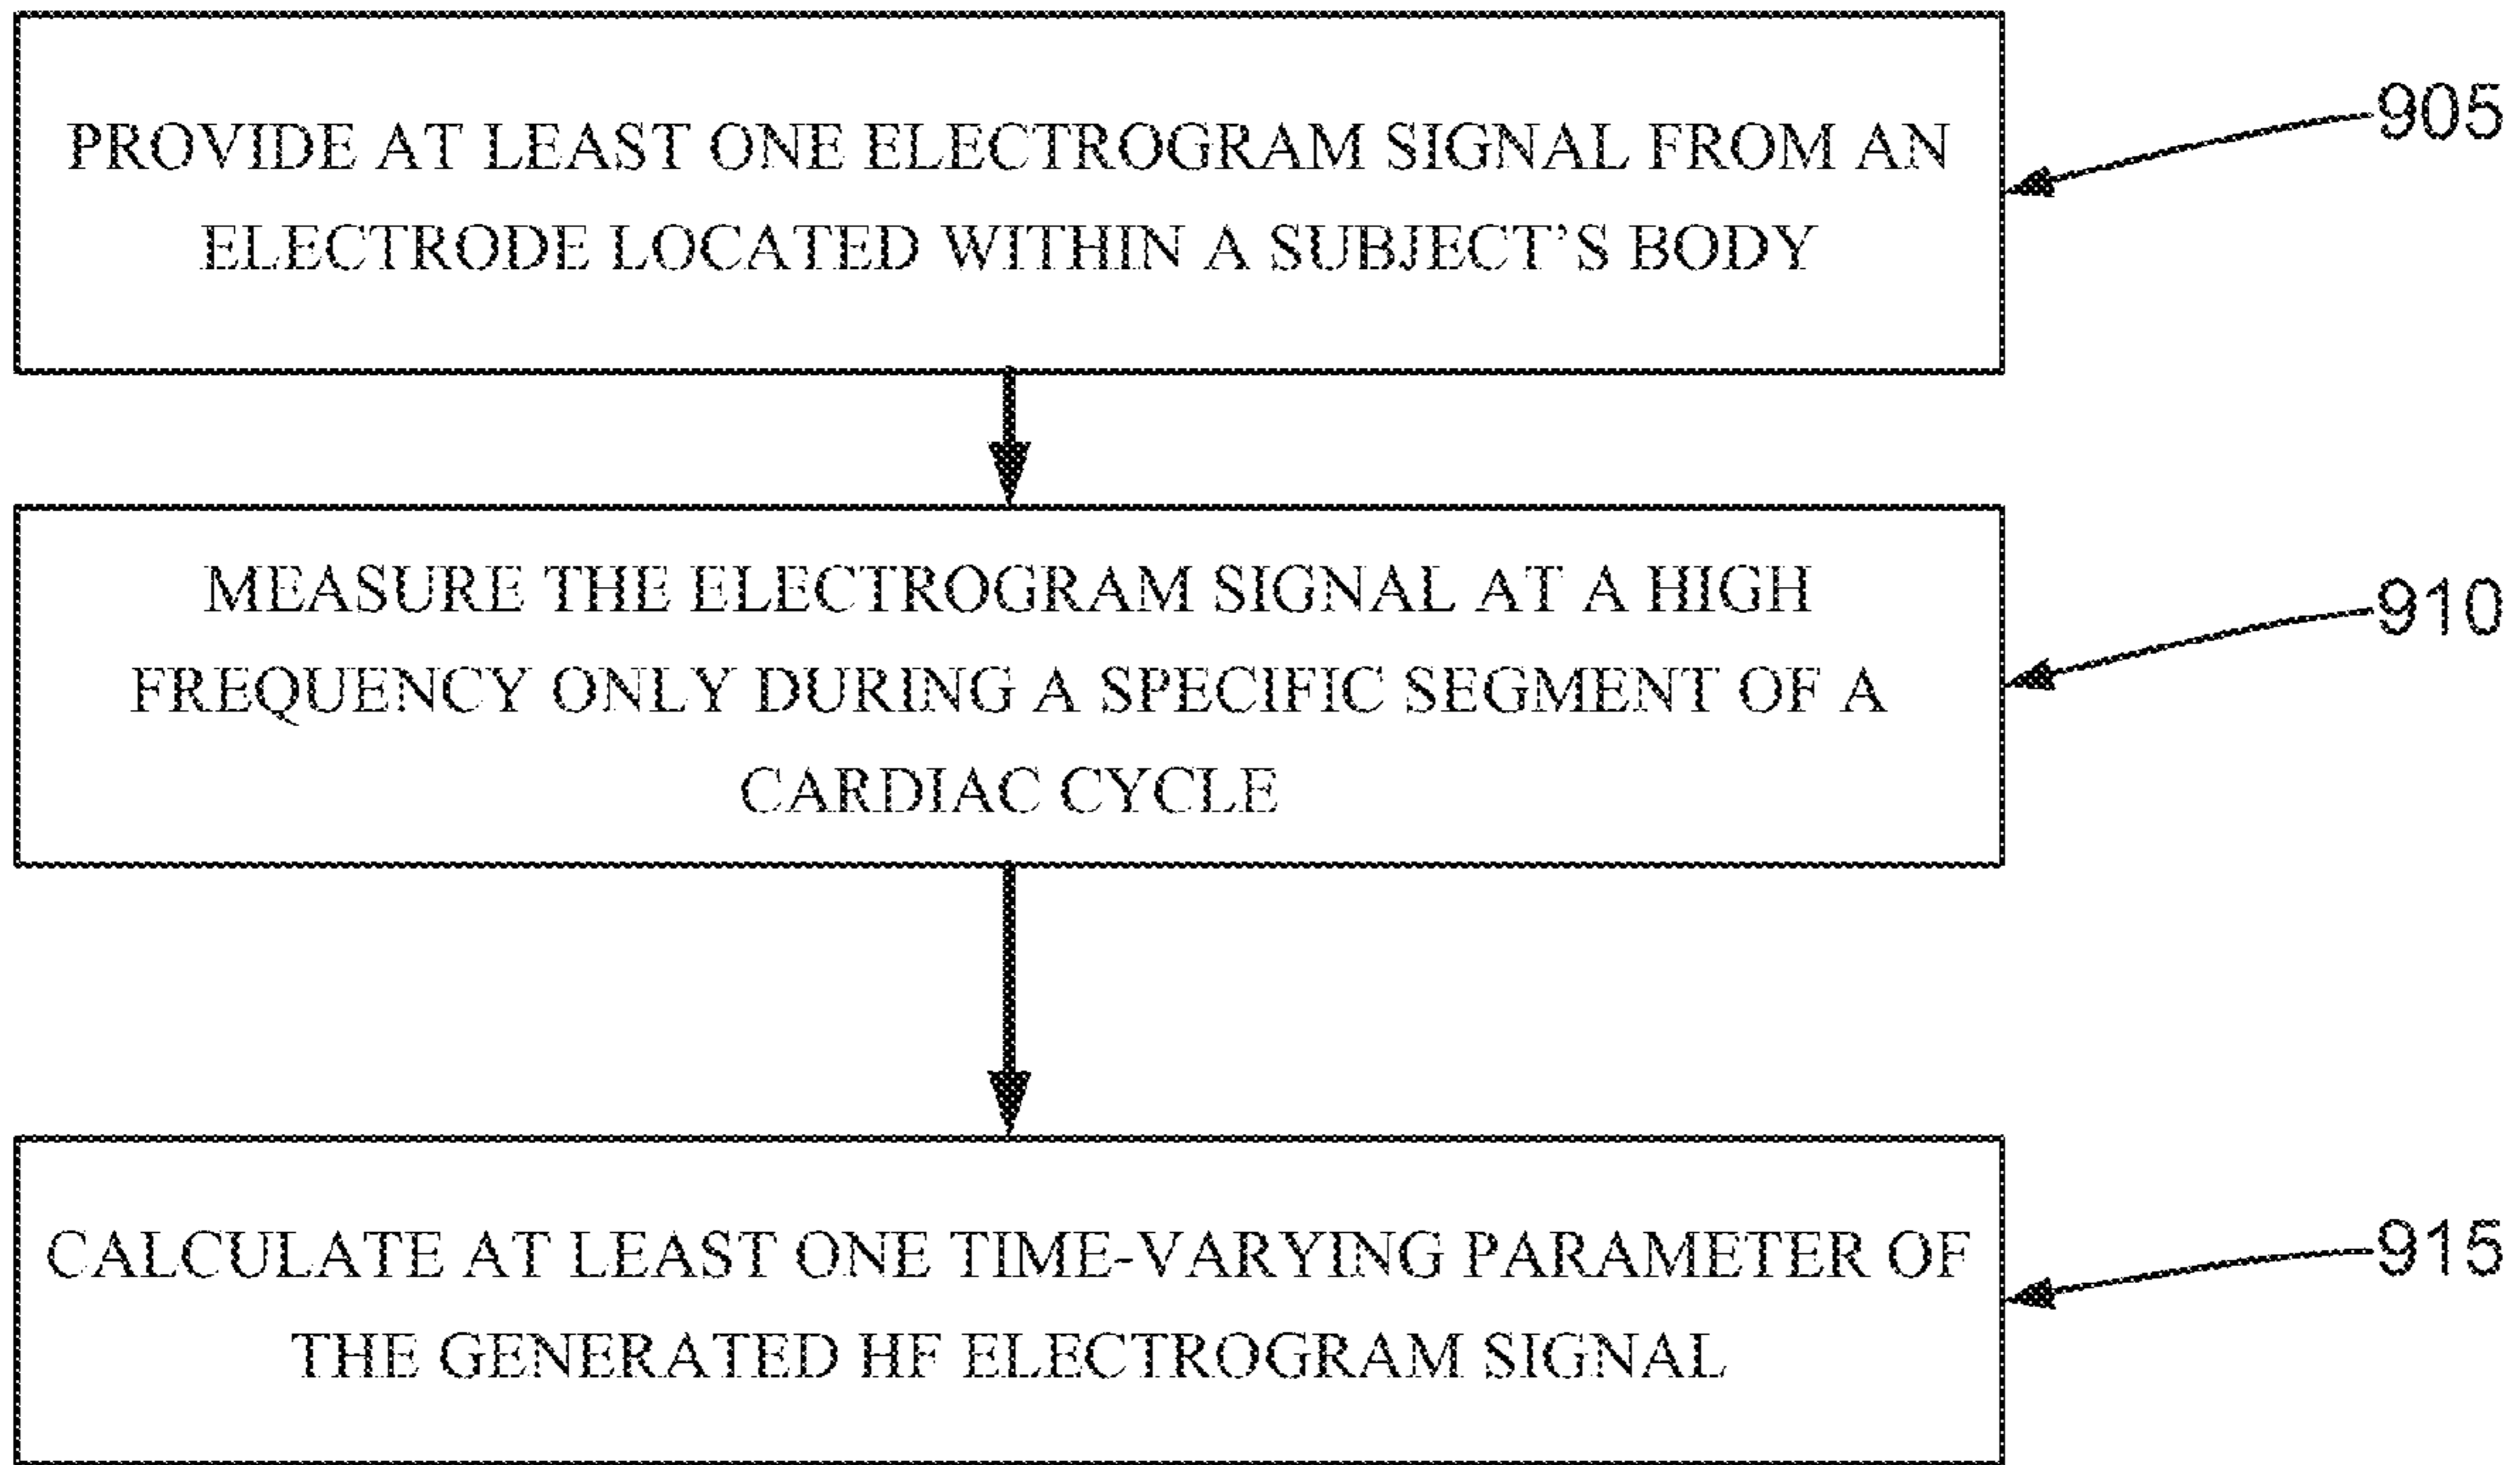 PROVIDE AT LEAST ONE ELECTROGRAM SIGNAL FROM AN
ELECTRODE LOCATED WITHIN A SUBJECT’S BODY
905
MEASURE THE ELECTROGRAM SIGNAL AT A HIGH
FREQUENCY ONLY DURING A SPECIFIC SEGMENT OF A
CARDIAC CYCLE
910
CALCULATE AT LEAST ONE TIME-VARYING PARAMETER OF
THE GENERATED HF ELECTROGRAM SIGNAL
915